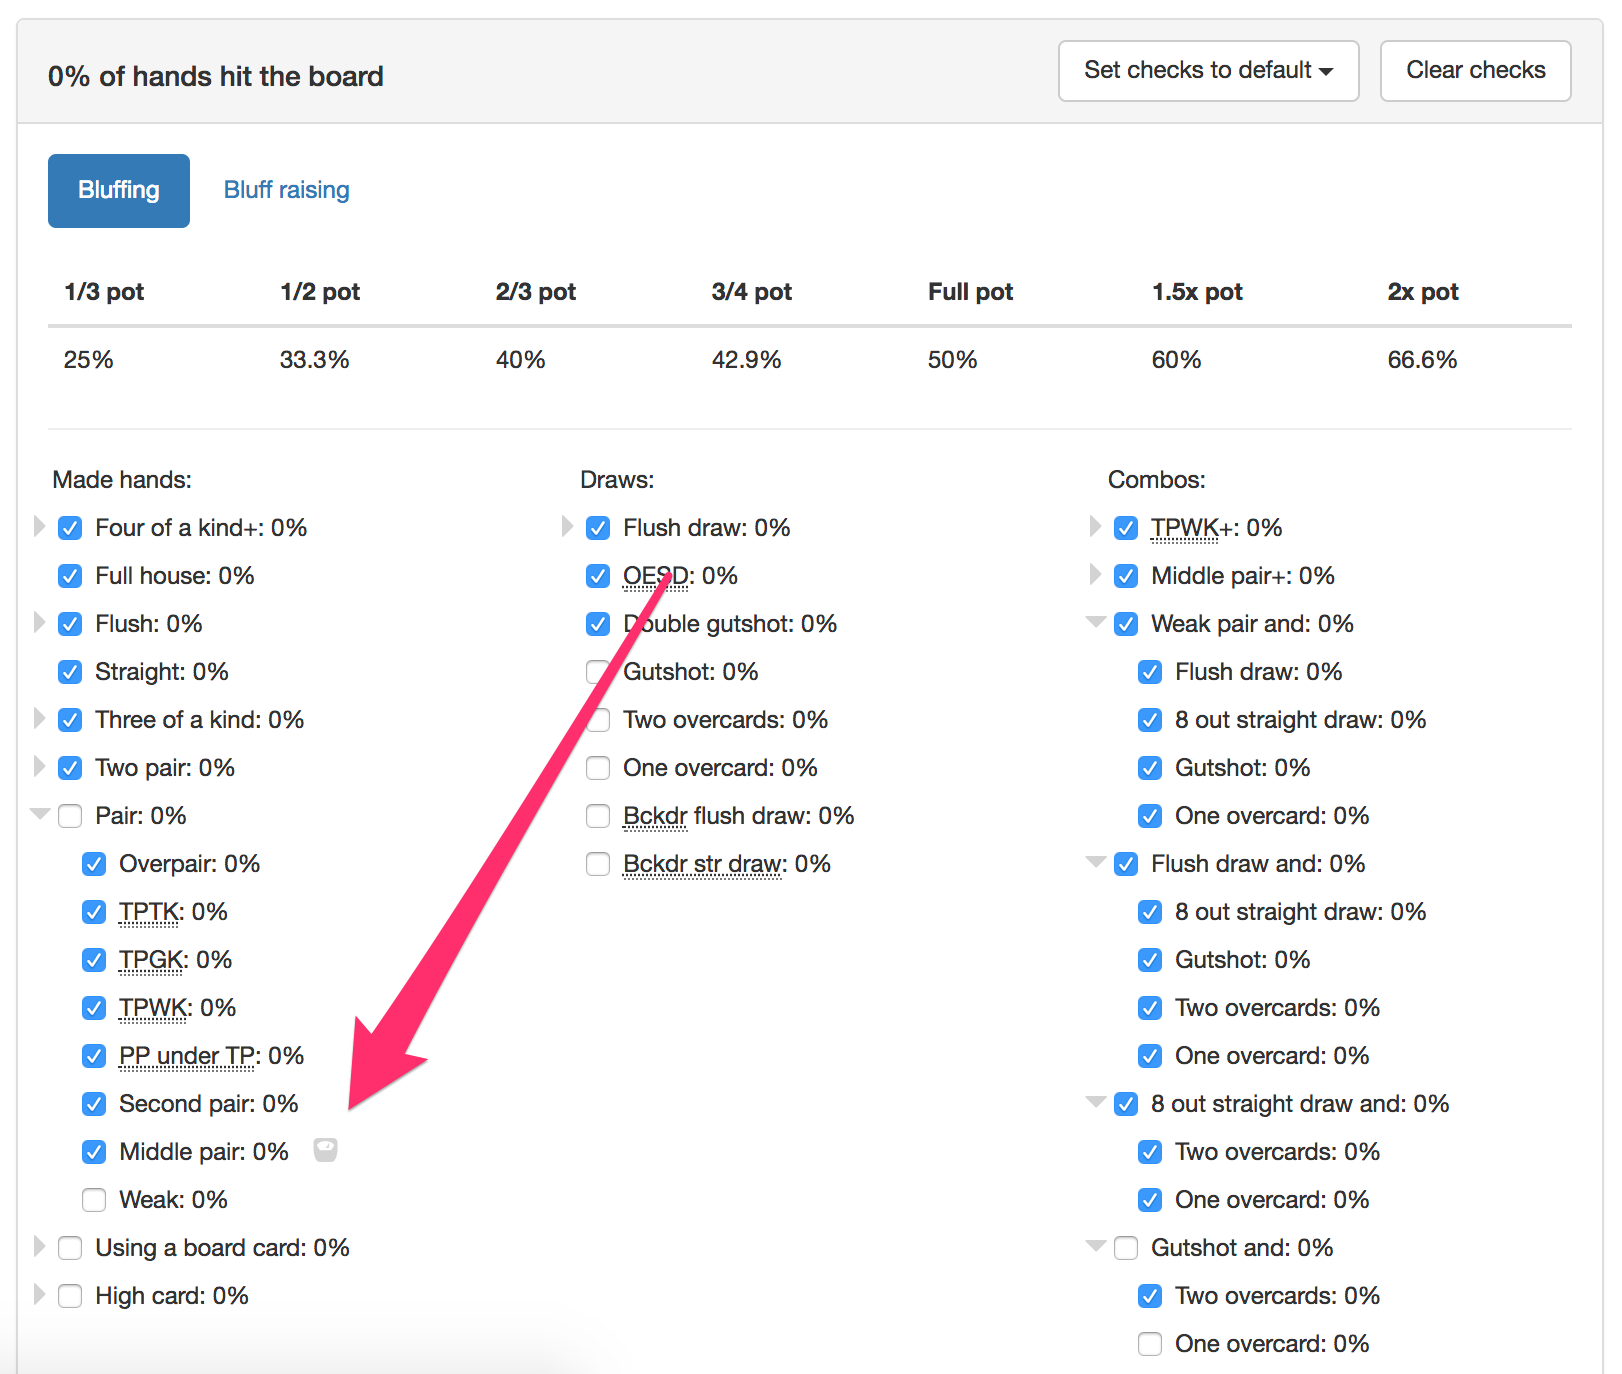 0% of hands hit the board
Set checks to default
Clear checks
Bluffing
Bluff raising
1/3 pot 1/2 pot 2/3 pot 3/4 pot Full pot 1.5x pot 2x pot
25% 33.3% 40% 42.9% 50% 60% 66.6%
Made hands:
Four of a kind+: 0%
Full house: 0%
Flush: 0%
Straight: 0%
Three of a kind: 0%
Two pair: 0%
Pair: 0%
Overpair: 0%
TPTK: 0%
TPGK: 0%
TPWK: 0%
PP under TP: 0%
Second pair: 0%
Middle pair: 0%
Weak: 0%
Using a board card: 0%
High card: 0%
Draws:
Flush draw: 0%
OESD: 0%
Double gutshot: 0%
Gutshot: 0%
Two overcards: 0%
One overcard: 0%
Bckdr flush draw: 0%
Bckdr str draw: 0%
Combos:
TPWK+: 0%
Middle pair+: 0%
Weak pair and: 0%
Flush draw: 0%
8 out straight draw: 0%
Gutshot: 0%
One overcard: 0%
Flush draw and: 0%
8 out straight draw: 0%
Gutshot: 0%
Two overcards: 0%
One overcard: 0%
8 out straight draw and: 0%
Two overcards: 0%
One overcard: 0%
Gutshot and: 0%
Two overcards: 0%
One overcard: 0%